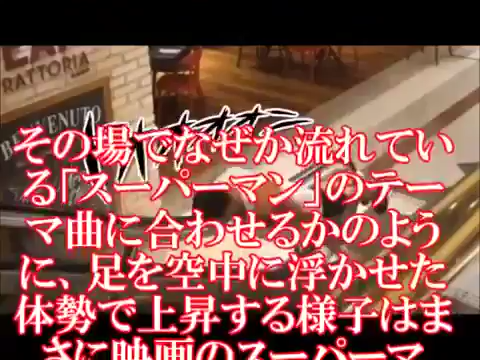 RATTORIA
BENVENUTO
その場でなぜか流れてい
る「スーパーマン」のテー
マ曲に合わせるかのよう
に、足を空中に浮かせた
体勢で上昇する様子はま
さに映画のスーパーマ